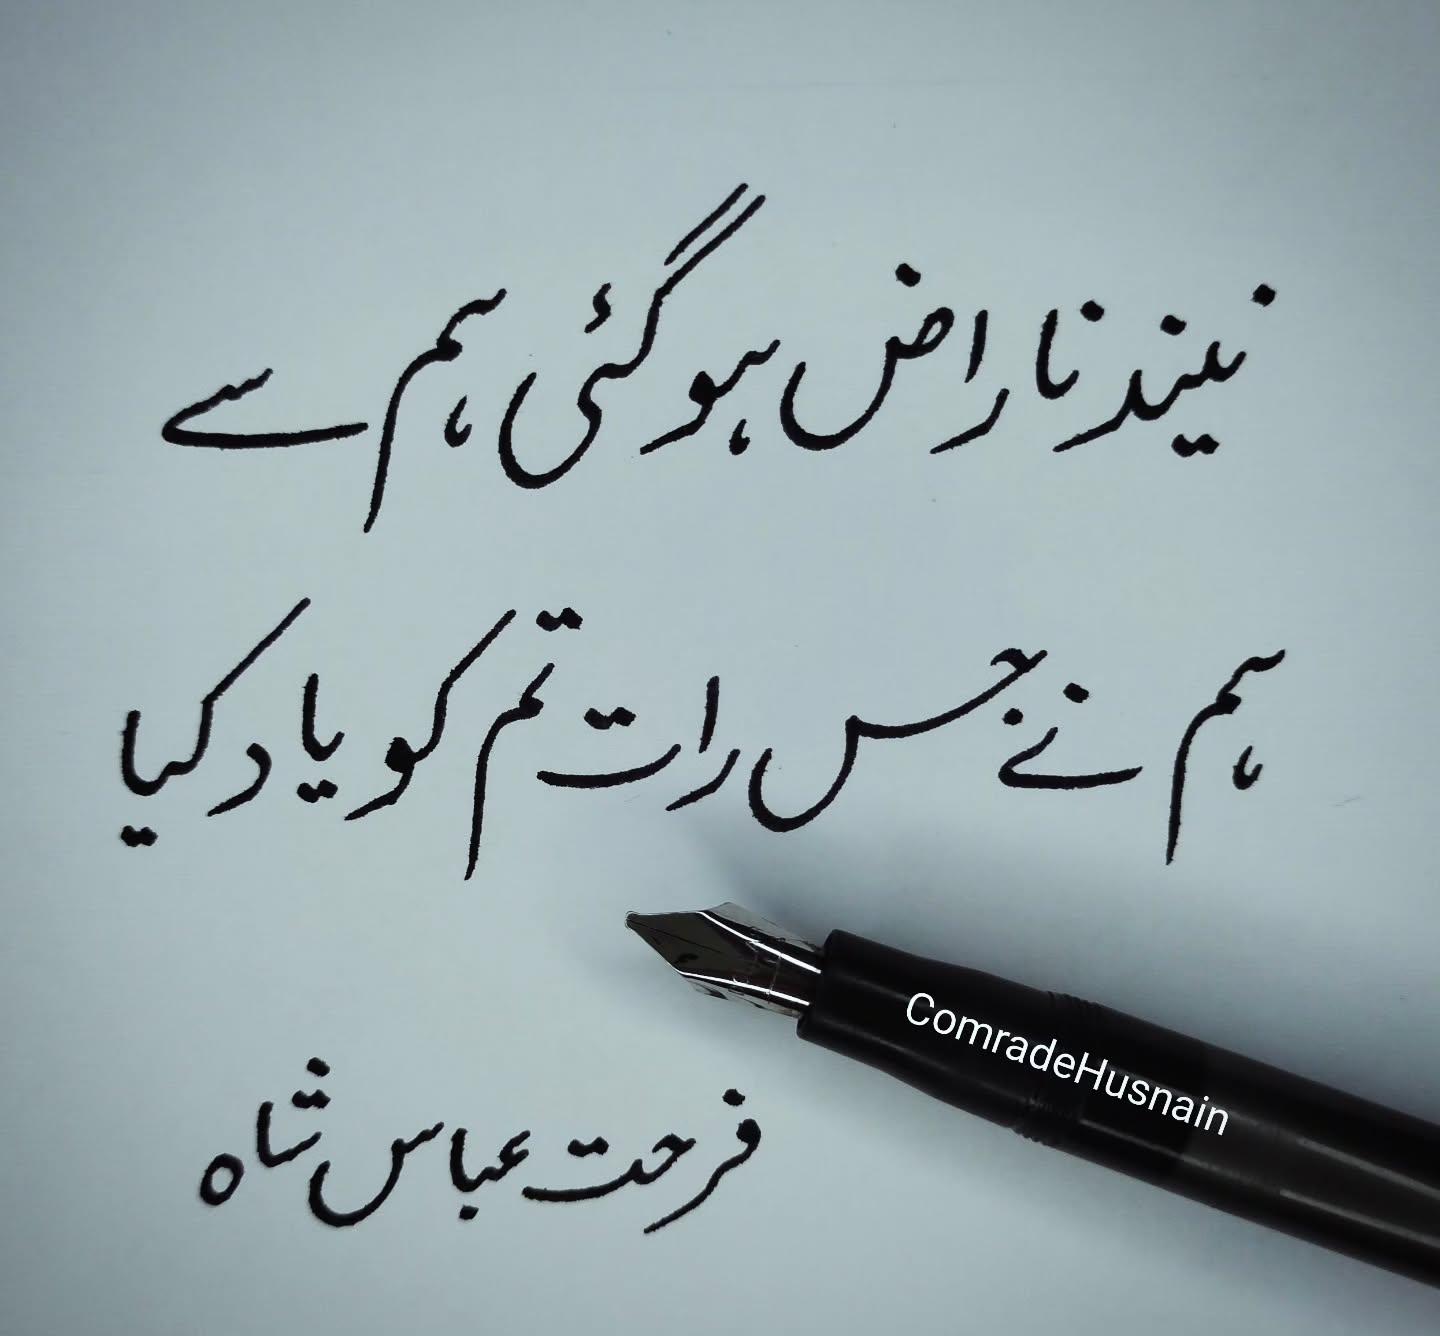 نیند ناراض ہو گئی ہم سے
ہم نے جس رات تم کو یاد کیا
ComradeHusnain
فرحت عباس شاہ